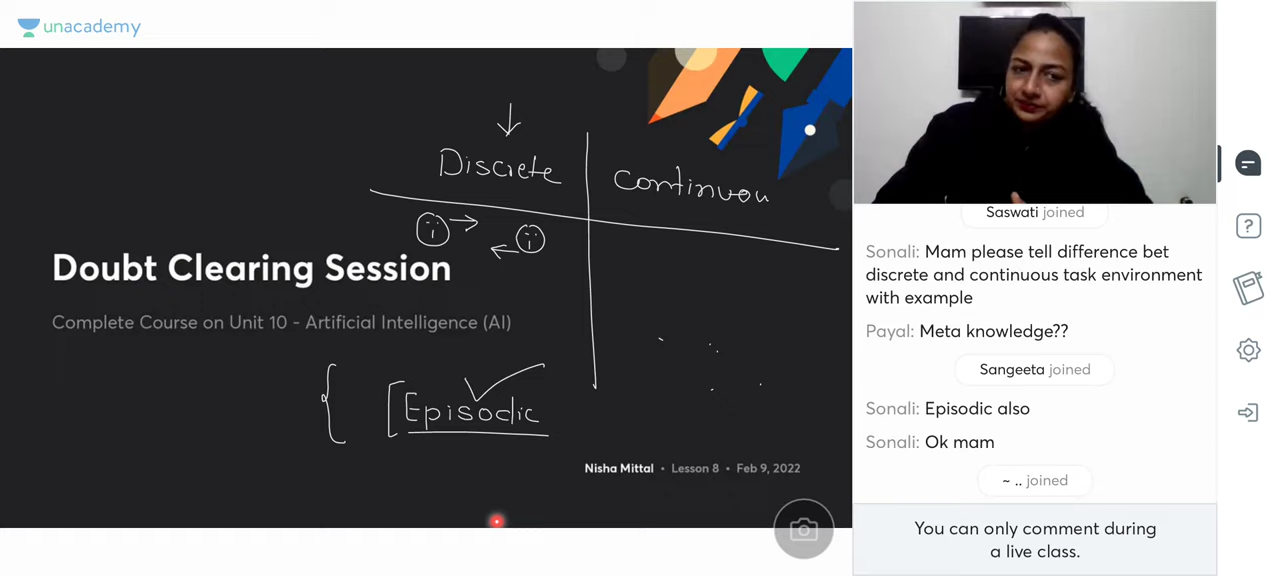 unacademy
Discrete
Continuou
Doubt Clearing Session
Complete Course on Unit 10 - Artificial Intelligence (AI)
[Episodic
Nisha Mittal • Lesson 8 • Feb 9, 2022
Saswati joined
Sonali: Mam please tell difference bet
discrete and continuous task environment
with example
Payal: Meta knowledge??
Sangeeta joined
Sonali: Episodic also
Sonali: Ok mam
~ .. joined
You can only comment during
a live class.